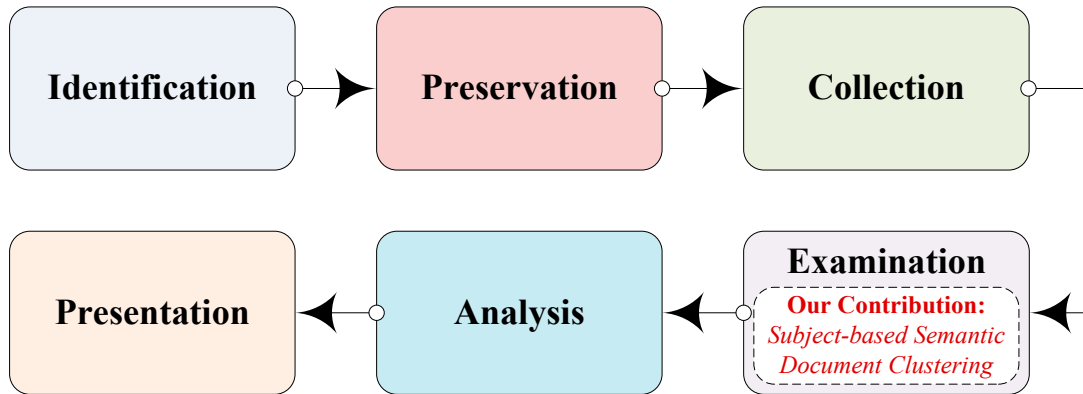 Identification
Preservation
Collection
Examination
Our Contribution:
Subject-based Semantic
Document Clustering
Analysis
Presentation